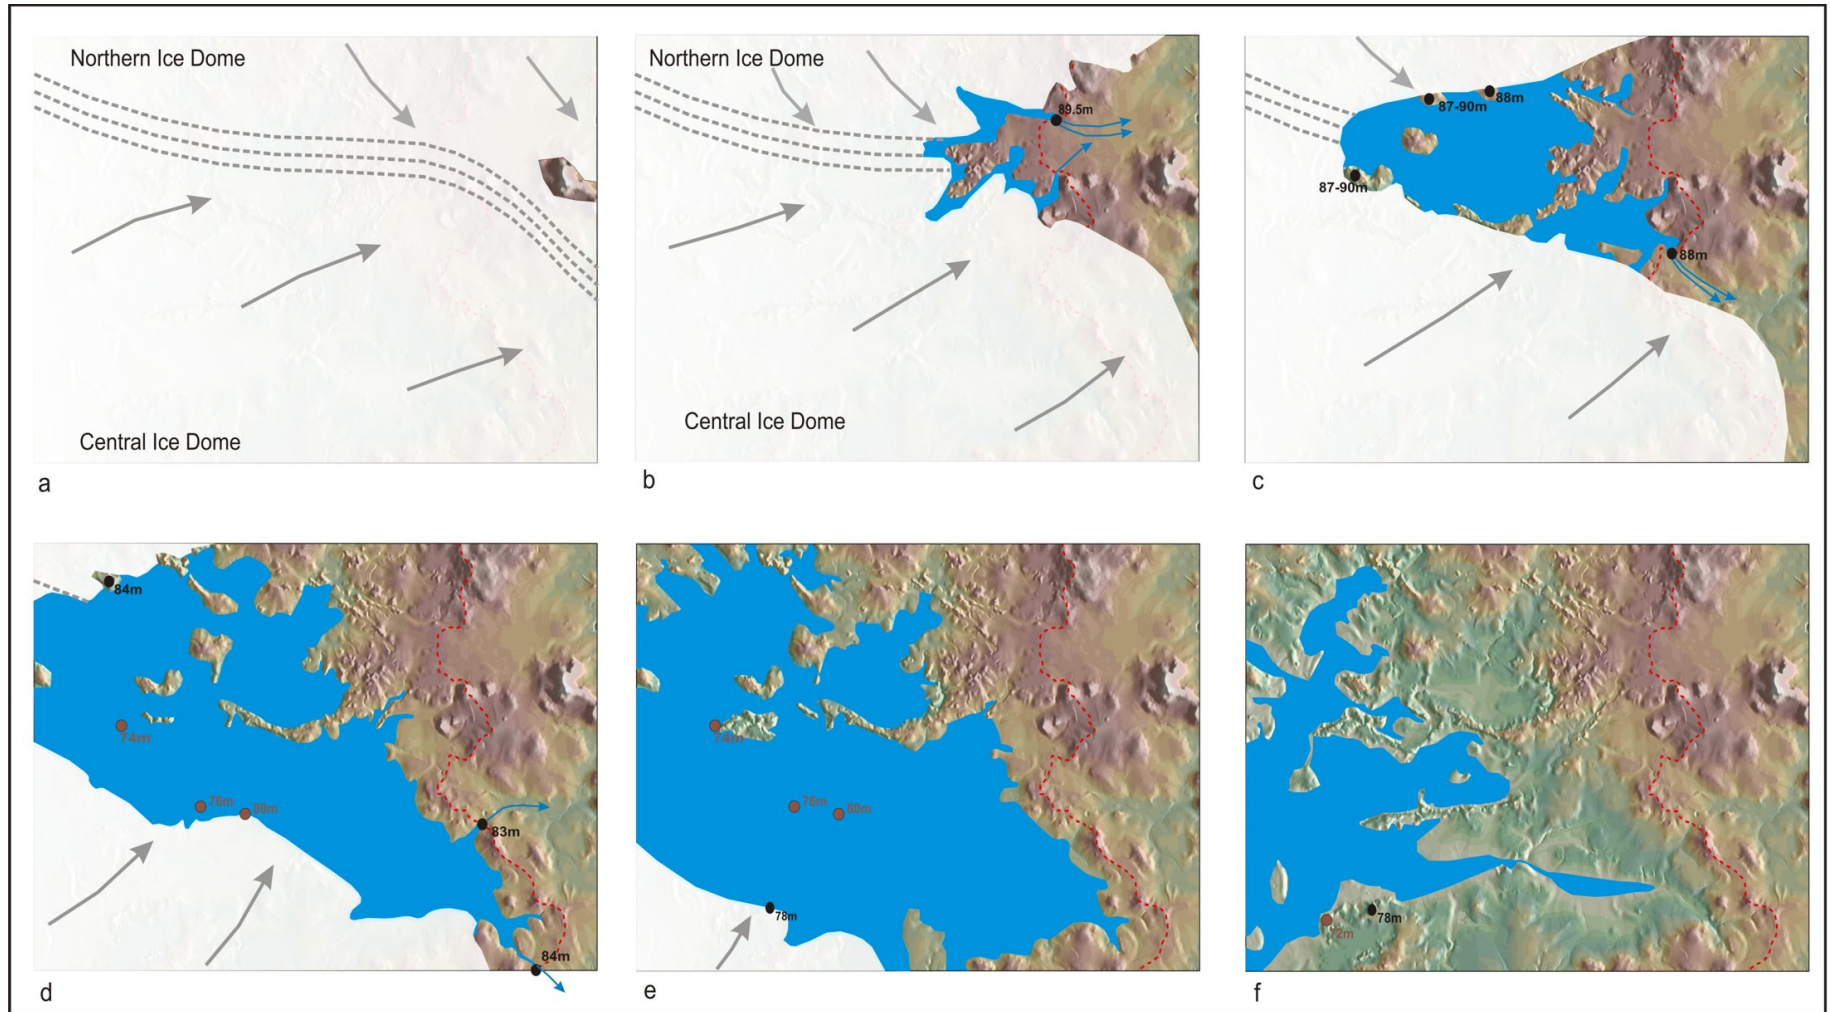 Northern Ice Dome
Central Ice Dome
a
Northern Ice Dome
89.5m
Central Ice Dome
b
87-90m
88m
87-90m
88m
c
84m
74m
76m
80m
83m
84m
d
74m
76m
80m
78m
e
78m
72m
f